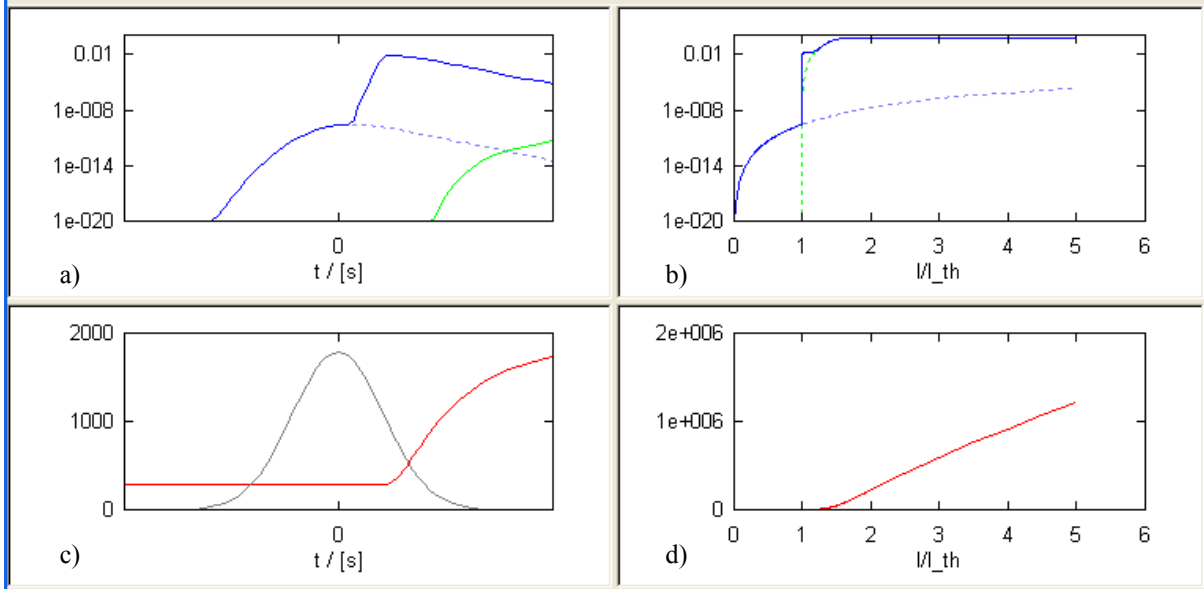 0.01
1e-008
1e-014
1e-020
0
t / [s]
a)
0.01
1e-008
1e-014
1e-020
0 1 2 3 4 5 6
I/I_th
b)
2000
1000
0
0
t / [s]
c)
2e+006
1e+006
0
0 1 2 3 4 5 6
I/I_th
d)